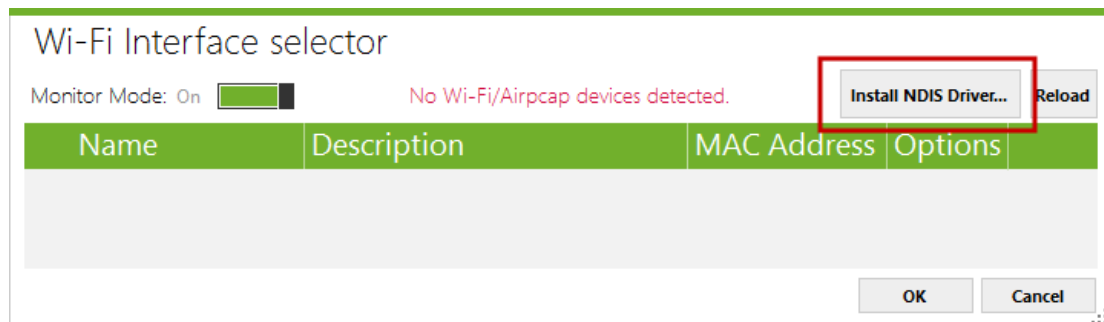 Wi-Fi Interface selector
Monitor Mode: On No Wi-Fi/Airpcap devices detected. Install NDIS Driver... Reload
Name Description MAC Address Options
OK Cancel